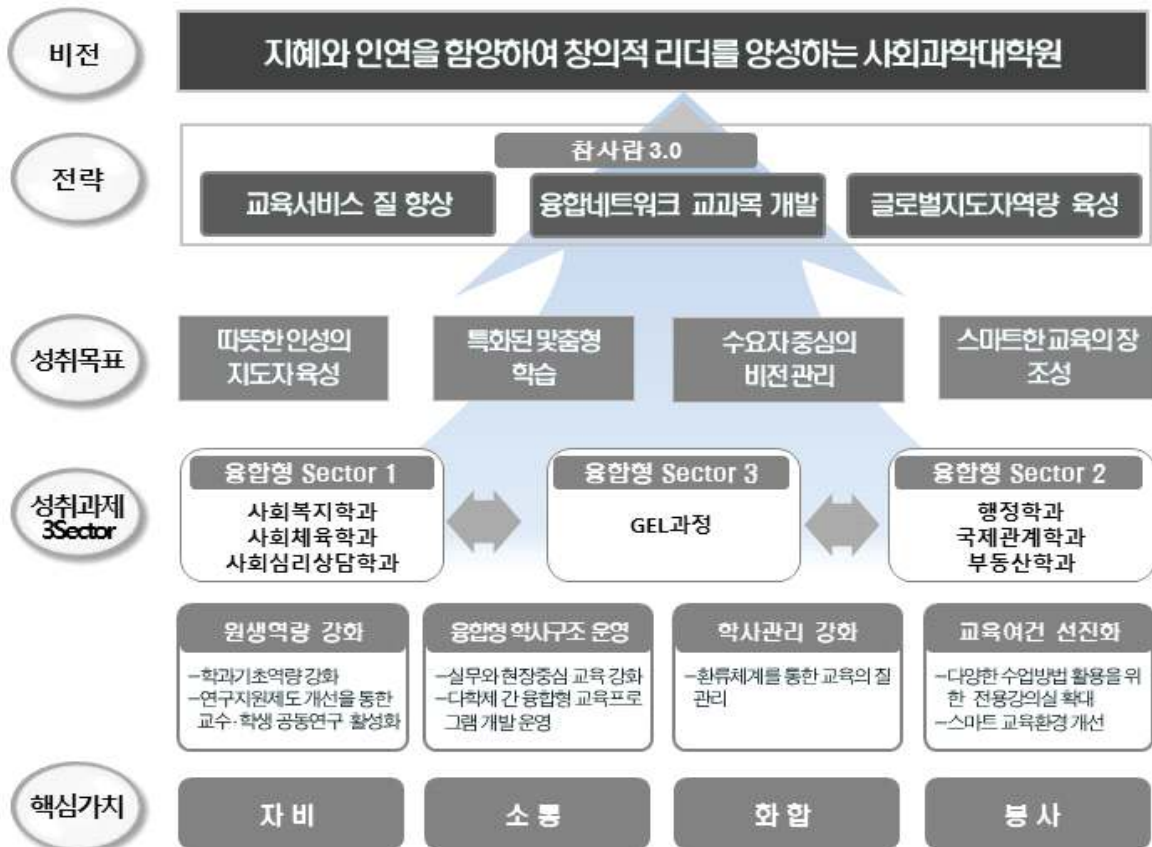 비전
지혜와 인연을 함양하여 창의적 리더를 양성하는 사회과학대학원
전략
참사람 3.0
교육서비스 질 향상
융합네트워크 교과목 개발
글로벌지도자역량 육성
성취목표
따뜻한 인성의
지도자 육성
특화된 맞춤형
학습
수요자 중심의
비전 관리
스마트한 교육의 장
조성
성취과제
3Sector
융합형 Sector 1
사회복지학과
사회체육학과
사회심리상담학과
융합형 Sector 3
GEL과정
융합형 Sector 2
행정학과
국제관계학과
부동산학과
원생역량 강화
-학과기초역량 강화
-연구지원제도 개선을 통한
교수·학생 공동연구 활성화
융합형 학사구조 운영
-실무와 현장중심 교육 강화
-다학제 간 융합형 교육프로
그램 개발 운영
학사관리 강화
-환류체계를 통한 교육의 질
관리
교육여건 선진화
-다양한 수업방법 활용을 위
한 전용강의실 확대
-스마트 교육환경 개선
핵심가치
자 비
소 통
화 합
봉 사